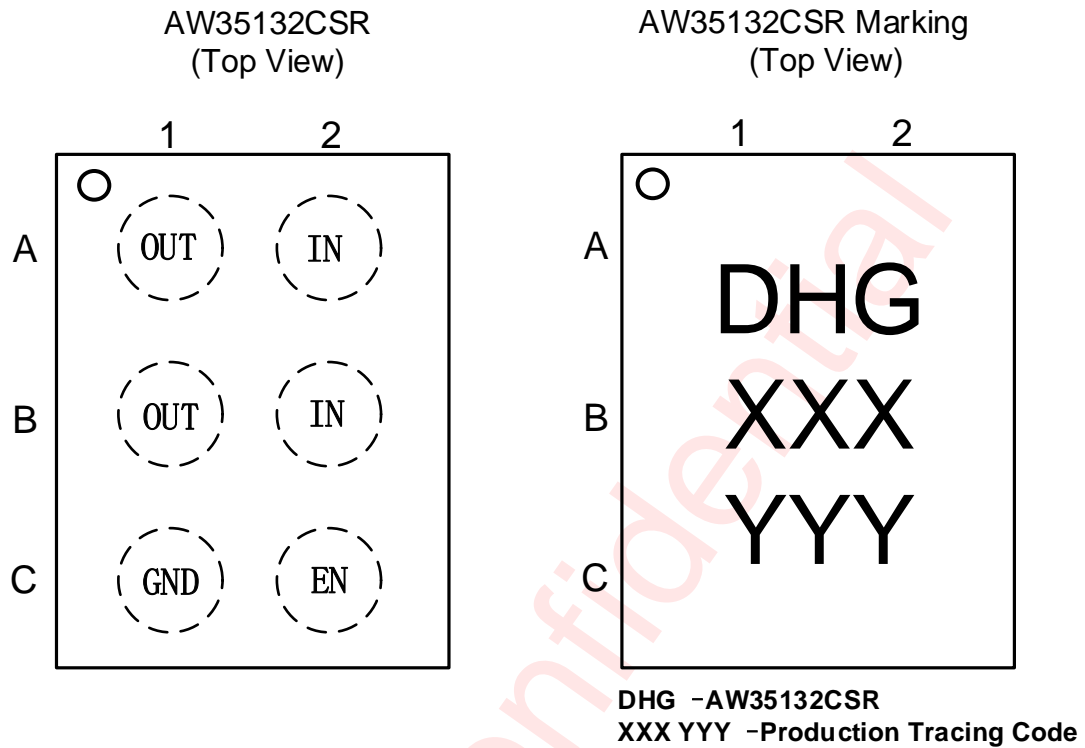 AW35132CSR
(Top View)
1 2
A OUT IN
B OUT IN
C GND EN
AW35132CSR Marking
(Top View)
1 2
A
DHG
B XXX
YYY
C
DHG -AW35132CSR
XXX YYY -Production Tracing Code